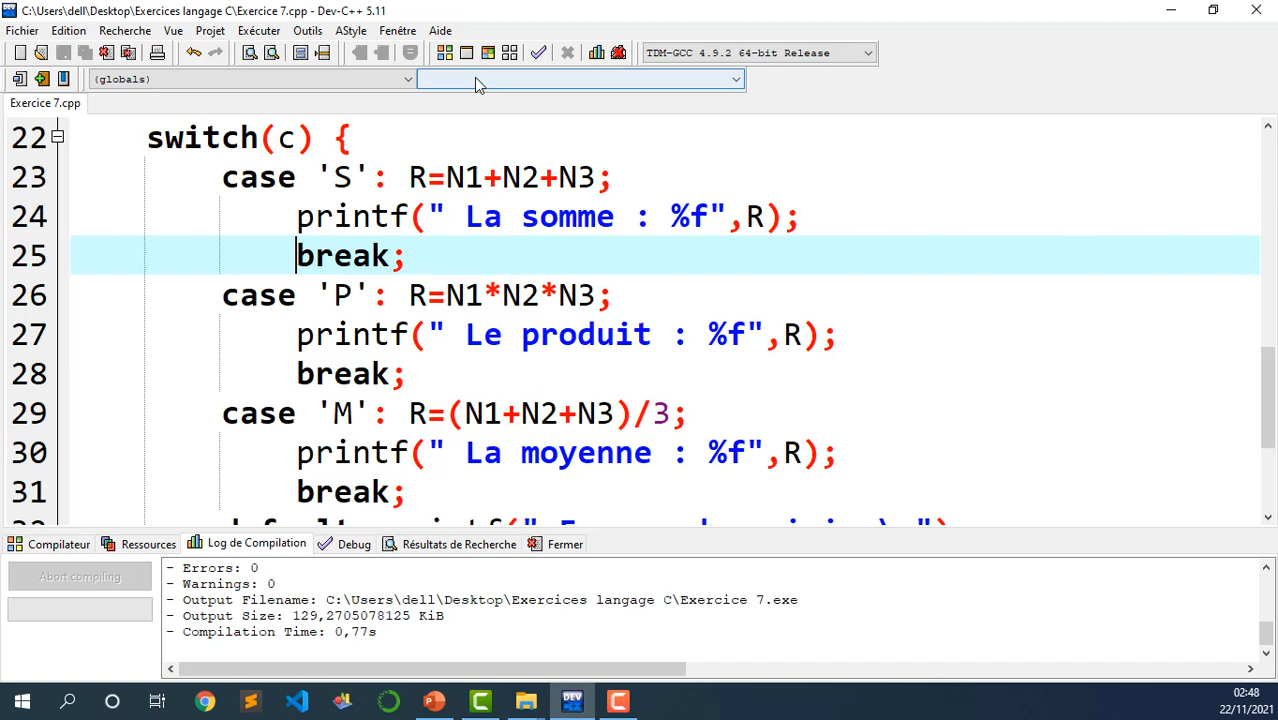 C:\Users\dell\Desktop\Exercices langage C\Exercice 7.cpp - Dev-C++ 5.11
Fichier Edition Recherche Vue Projet Exécuter Outils AStyle Fenêtre Aide
TDM-GCC 4.9.2 64-bit Release
(globals)
Exercice 7.cpp
22 switch(c) {
23 case 'S': R=N1+N2+N3;
24 printf(" La somme : %f",R);
25 break;
26 case 'P': R=N1*N2*N3;
27 printf(" Le produit : %f",R);
28 break;
29 case 'M': R=(N1+N2+N3)/3;
30 printf(" La moyenne : %f",R);
31 break;
Compilateur Ressources Log de Compilation Debug Résultats de Recherche Fermer
Abort compiling
- Errors: 0
- Warnings: 0
- Output Filename: C:\Users\dell\Desktop\Exercices langage C\Exercice 7.exe
- Output Size: 129,2705078125 KiB
- Compilation Time: 0,77s
DEV
02:48
22/11/2021